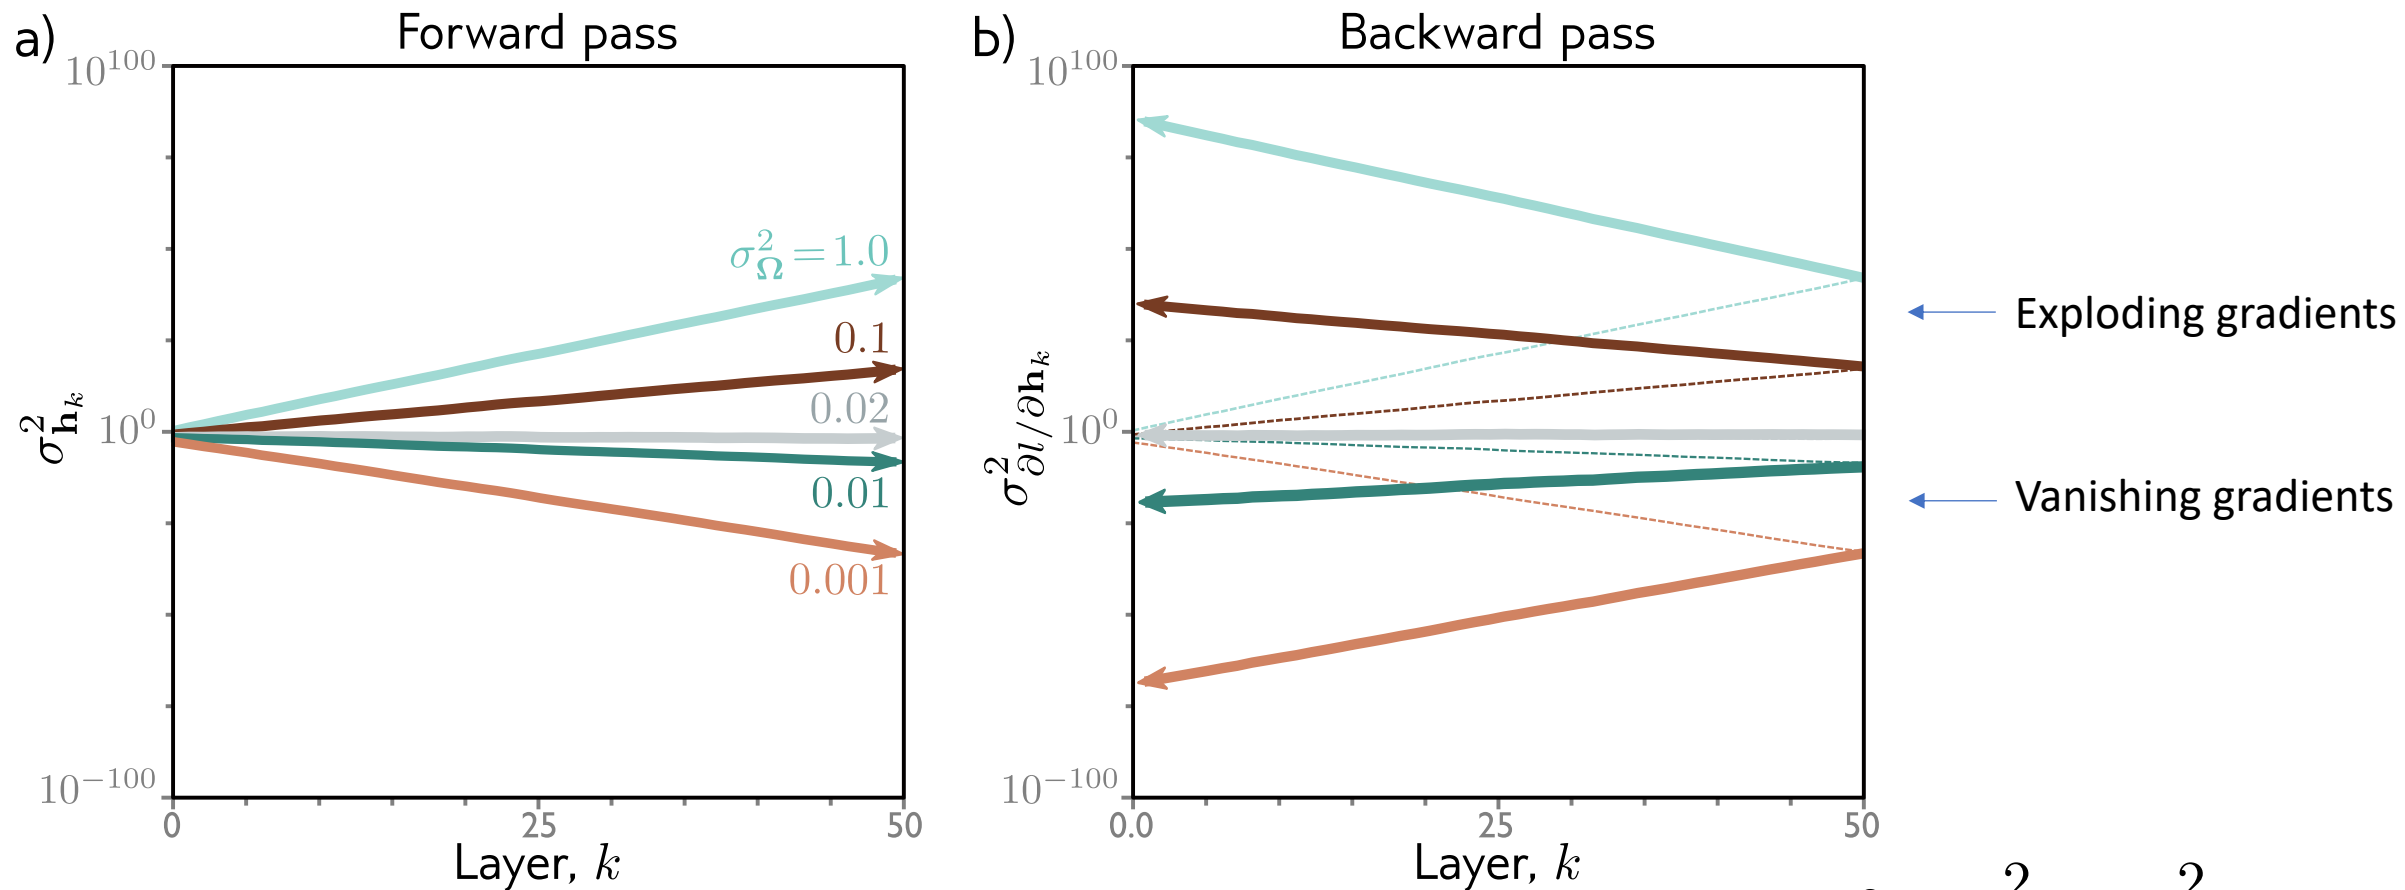 a) Forward pass
10^100
σ²_Ω = 1.0
0.1
0.02
10^0
σ²_h_k
0.01
0.001
10^−100
0 25 50
Layer, k
b) Backward pass
10^100
Exploding gradients
10^0
σ²_∂l/∂h_k
Vanishing gradients
10^−100
0.0 25 50
Layer, k
2 2